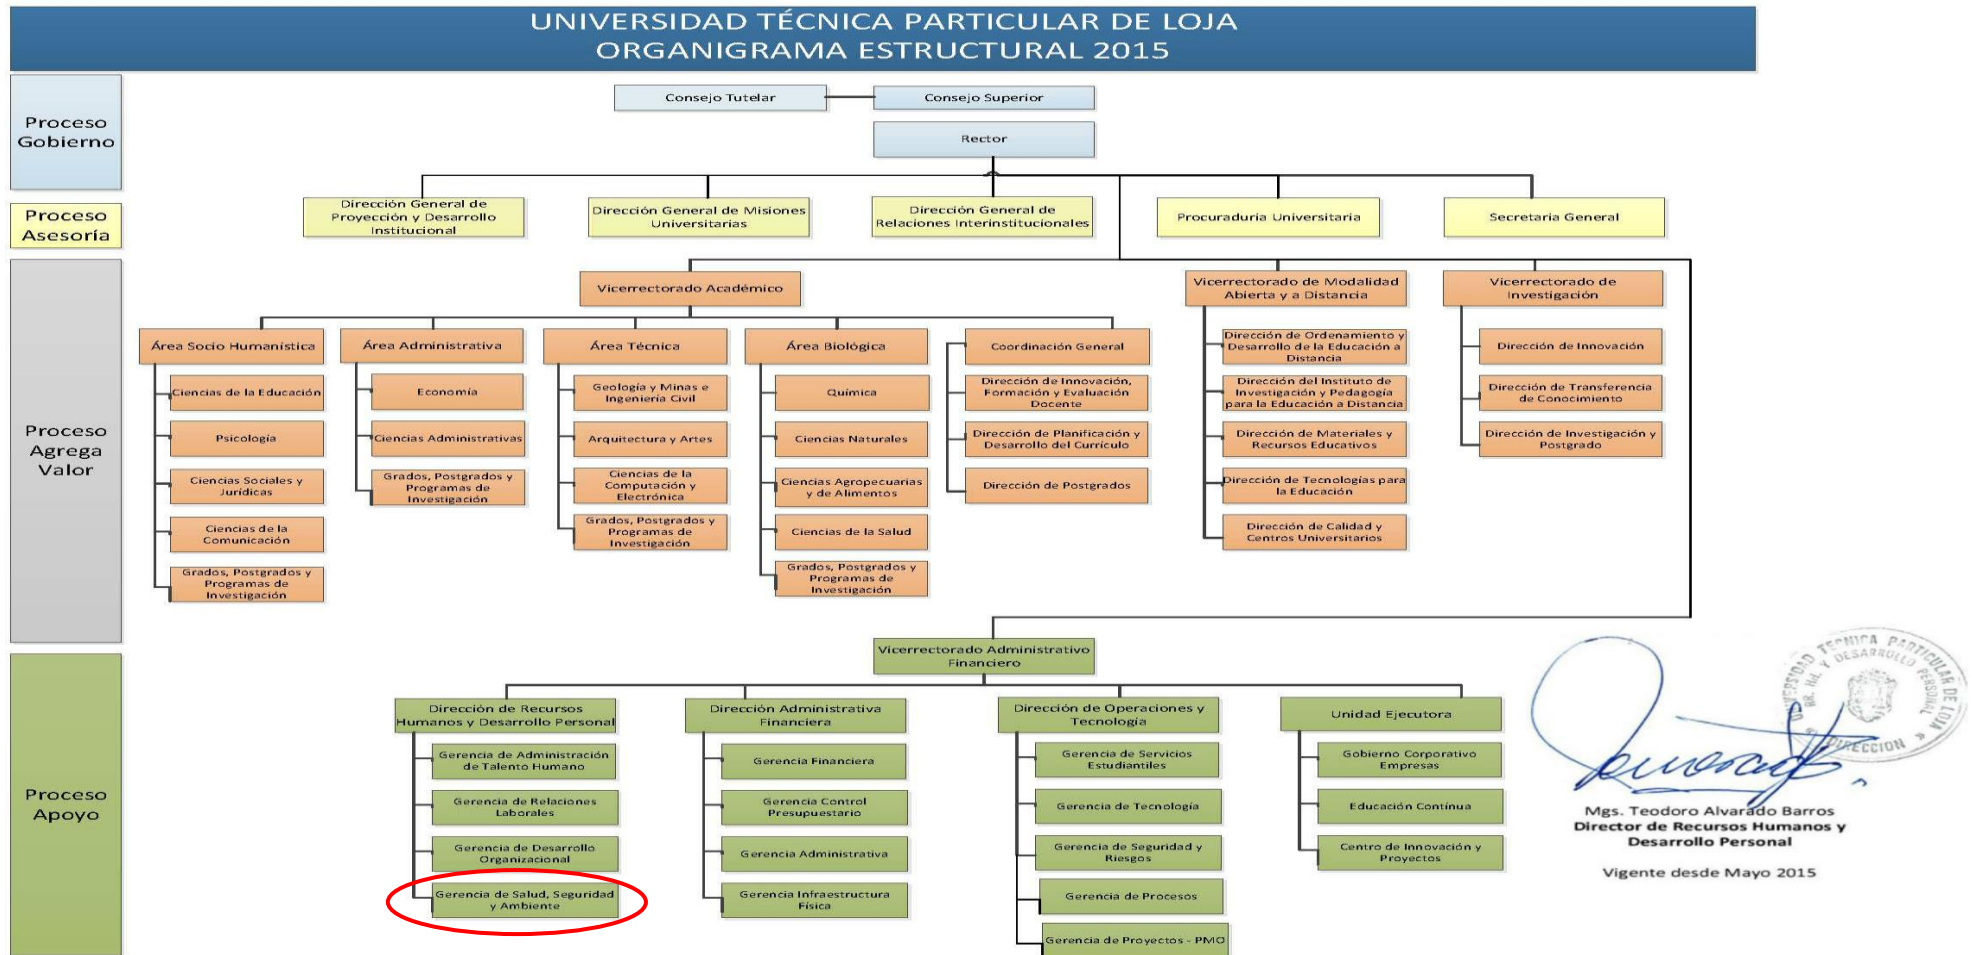 UNIVERSIDAD TÉCNICA PARTICULAR DE LOJA
ORGANIGRAMA ESTRUCTURAL 2015
Proceso
Gobierno
Consejo Tutelar
Consejo Superior
Rector
Proceso
Asesoría
Dirección General de
Proyección y Desarrollo
Institucional
Dirección General de Misiones
Universitarias
Dirección General de
Relaciones Interinstitucionales
Procuraduria Universitaria
Secretaria General
Proceso
Agrega
Valor
Vicerrectorado Académico
Vicerrectorado de Modalidad
Abierta y a Distancia
Vicerrectorado de
Investigación
Área Socio Humanística
Ciencias de la Educación
Psicología
Ciencias Sociales y
Jurídicas
Ciencias de la
Comunicación
Grados, Postgrados y
Programas de
Investigación
Área Administrativa
Economía
Ciencias Administrativas
Grados, Postgrados y
Programas de
Investigación
Área Técnica
Geología y Minas e
Ingeniería Civil
Arquitectura y Artes
Ciencias de la
Computación y
Electrónica
Grados, Postgrados y
Programas de
Investigación
Área Biológica
Química
Ciencias Naturales
Ciencias Agropecuarias
y de Alimentos
Ciencias de la Salud
Grados, Postgrados y
Programas de
Investigación
Coordinación General
Dirección de Innovación,
Formación y Evaluación
Docente
Dirección de Planificación y
Desarrollo del Currículo
Dirección de Postgrados
Dirección de Ordenamiento y
Desarrollo de la Educación a
Distancia
Dirección del Instituto de
Investigación y Pedagogía
para la Educación a Distancia
Dirección de Materiales y
Recursos Educativos
Dirección de Tecnologías para
la Educación
Dirección de Calidad y
Centros Universitarios
Dirección de Innovación
Dirección de Transferencia
de Conocimiento
Dirección de Investigación y
Postgrado
Proceso
Apoyo
Vicerrectorado Administrativo
Financiero
Dirección de Recursos
Humanos y Desarrollo Personal
Gerencia de Administración
de Talento Humano
Gerencia de Relaciones
Laborales
Gerencia de Desarrollo
Organizacional
Gerencia de Salud, Seguridad
y Ambiente
Dirección Administrativa
Financiera
Gerencia Financiera
Gerencia Control
Presupuestario
Gerencia Administrativa
Gerencia Infraestructura
Física
Dirección de Operaciones y
Tecnología
Gerencia de Servicios
Estudiantiles
Gerencia de Tecnología
Gerencia de Seguridad y
Riesgos
Gerencia de Procesos
Gerencia de Proyectos - PMO
Unidad Ejecutora
Gobierno Corporativo
Empresas
Educación Contínua
Centro de Innovación y
Proyectos
UNIVERSIDAD TECNICA PARTICULAR DE LOJA
Y DESARROLLO PERSONAL
DIRECCION
Mgs. Teodoro Alvarado Barros
Director de Recursos Humanos y
Desarrollo Personal
Vigente desde Mayo 2015